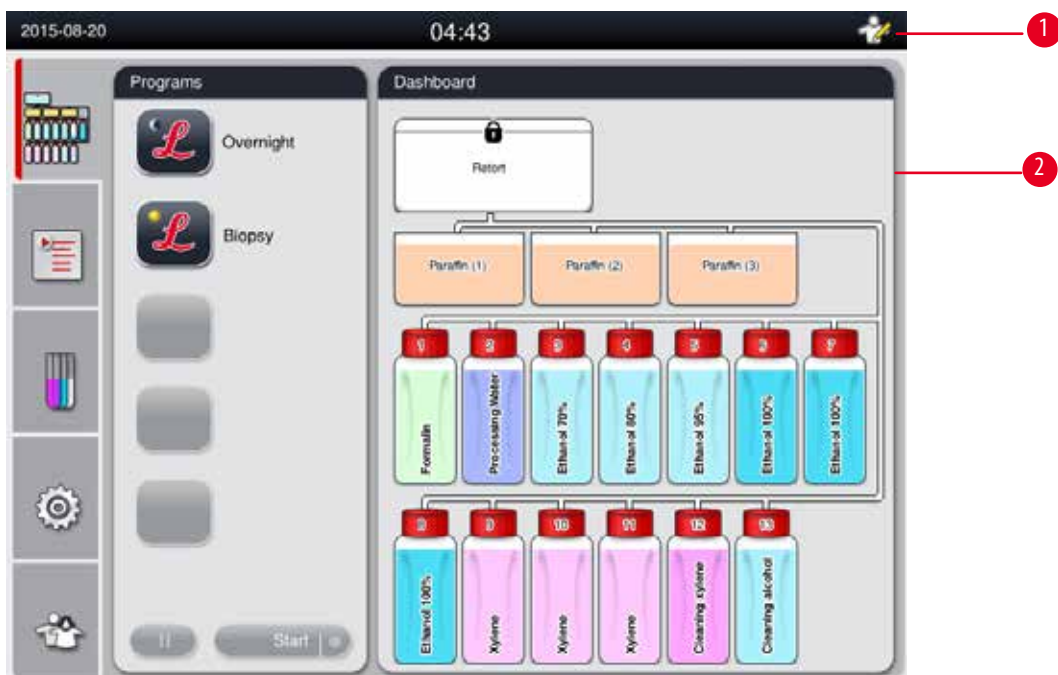 2015-08-20 04:43
1
Programs
Dashboard
L Overnight
L Biopsy
Start
Retort
2
Paraffin (1) Paraffin (2) Paraffin (3)
1 2 3 4 5 6 7
Formalin
Processing Water
Ethanol 70%
Ethanol 80%
Ethanol 95%
Ethanol 100%
Ethanol 100%
8 9 10 11 12 13
Ethanol 100%
Xylene
Xylene
Xylene
Cleaning xylene
Cleaning alcohol